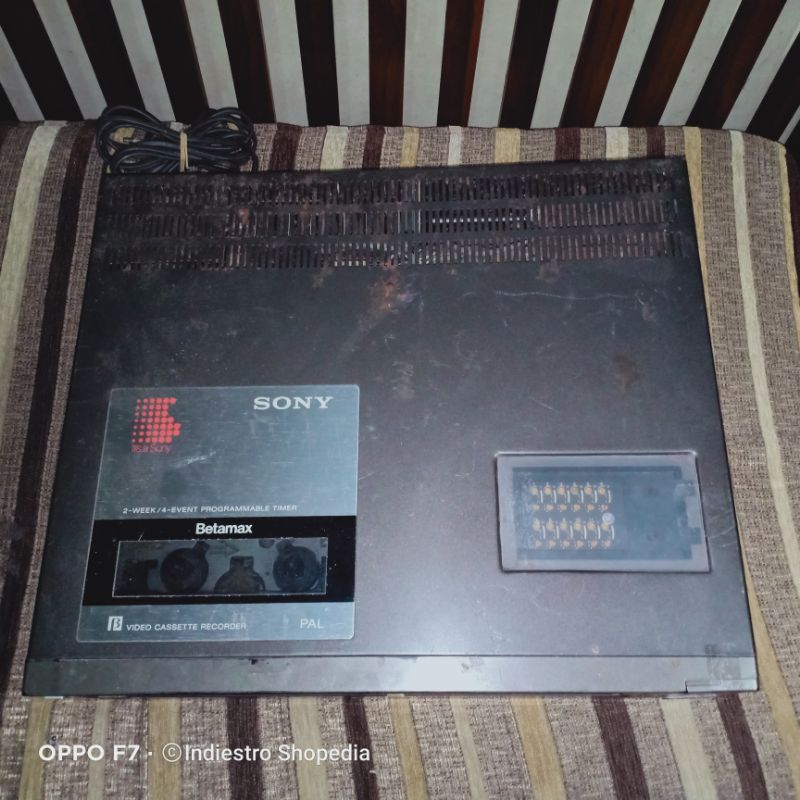 SONY
It's a Sony
2-WEEK/4-EVENT PROGRAMMABLE TIMER
Betamax
β VIDEO CASSETTE RECORDER PAL
OPPO F7 · ©Indiestro Shopedia